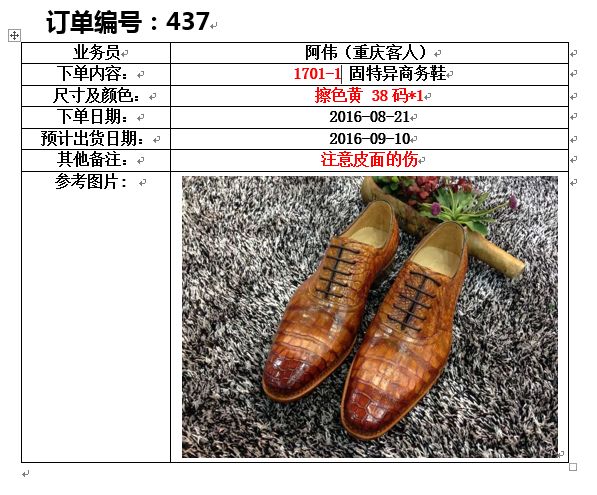 订单编号：437
业务员 阿伟（重庆客人）
下单内容： 1701-1 固特异商务鞋
尺寸及颜色： 擦色黄 38码*1
下单日期： 2016-08-21
预计出货日期： 2016-09-10
其他备注： 注意皮面的伤
参考图片：